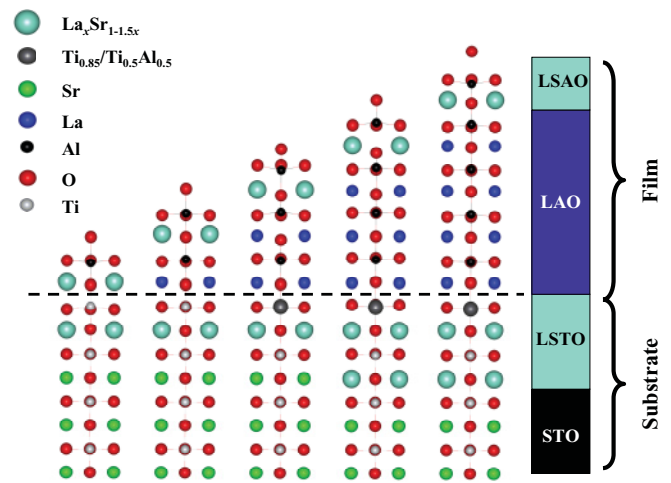 LaₓSr₁₋₁.₅ₓ
Ti₀.₈₅/Ti₀.₅Al₀.₅
Sr
La
Al
O
Ti
LSAO
LAO
LSTO
STO
Film
Substrate